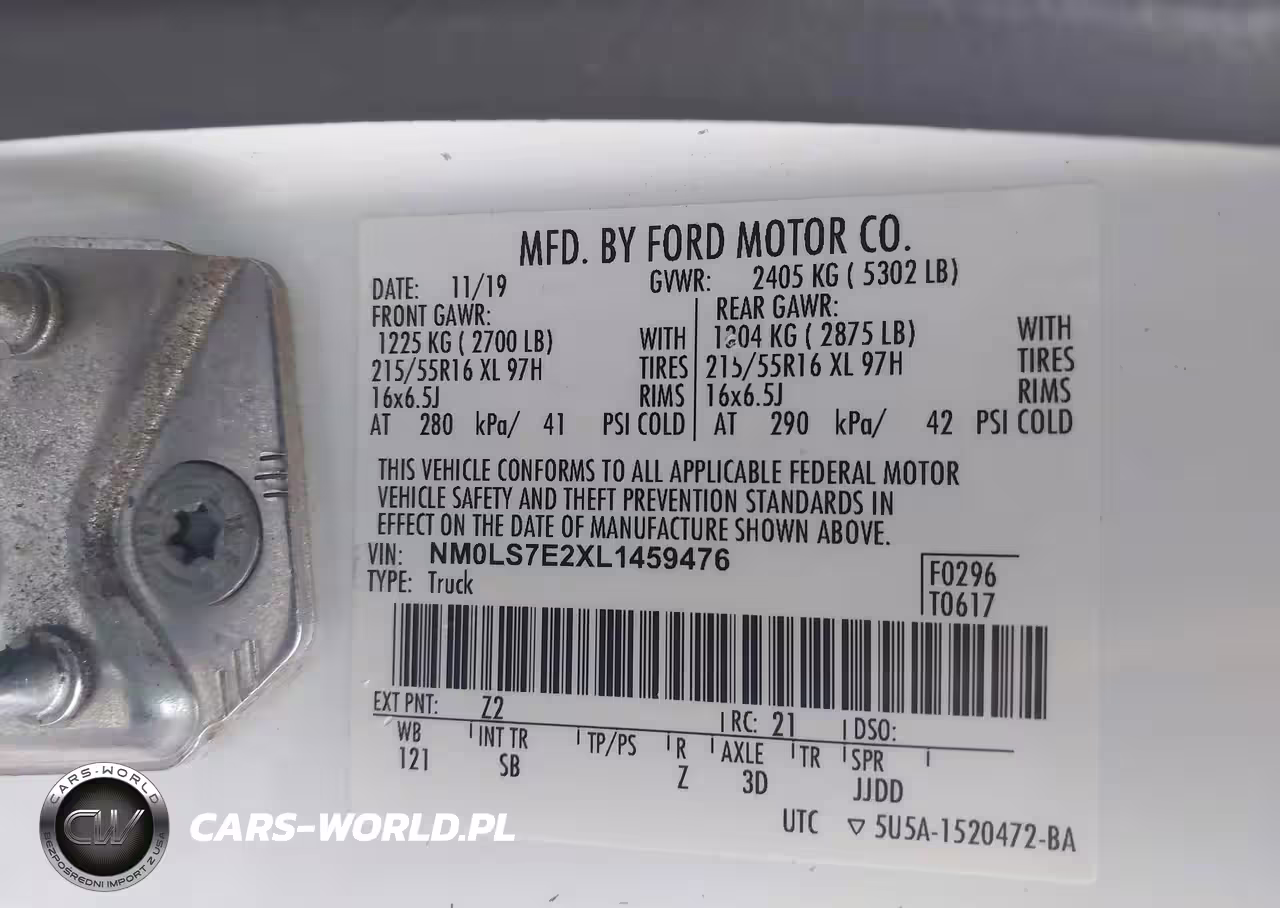 MFD. BY FORD MOTOR CO.
DATE: 11/19 GVWR: 2405 KG ( 5302 LB)
FRONT GAWR: REAR GAWR:
1225 KG ( 2700 LB) WITH 1304 KG ( 2875 LB) WITH
215/55R16 XL 97H TIRES 215/55R16 XL 97H TIRES
16x6.5J RIMS 16x6.5J RIMS
AT 280 kPa/ 41 PSI COLD AT 290 kPa/ 42 PSI COLD
THIS VEHICLE CONFORMS TO ALL APPLICABLE FEDERAL MOTOR
VEHICLE SAFETY AND THEFT PREVENTION STANDARDS IN
EFFECT ON THE DATE OF MANUFACTURE SHOWN ABOVE.
VIN: NM0LS7E2XL1459476
TYPE: Truck
F0296
T0617
EXT PNT: Z2 RC: 21 DSO:
WB INT TR TP/PS R AXLE TR SPR
121 SB Z 3D JJDD
UTC ▽ 5U5A-1520472-BA
CARS-WORLD
CW
BEZPOŚREDNI IMPORT Z USA
CARS-WORLD.PL